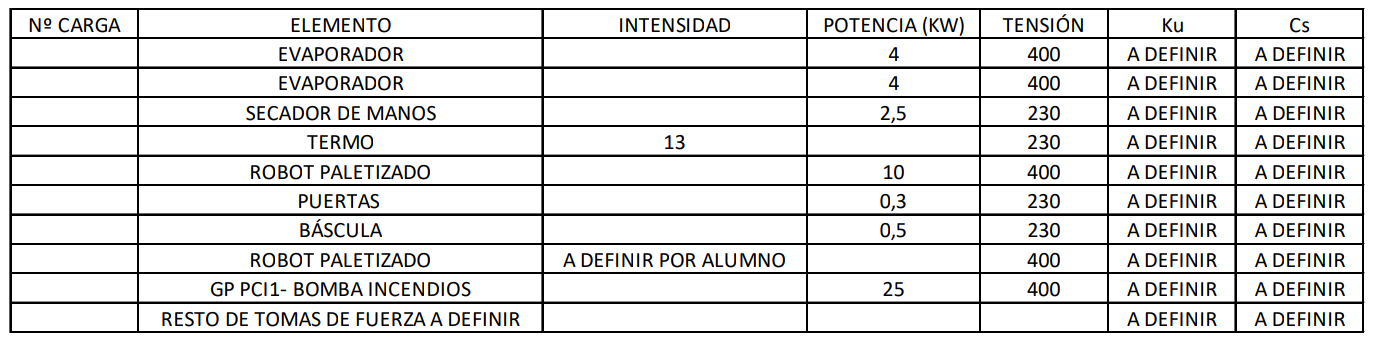 Nº CARGA ELEMENTO INTENSIDAD POTENCIA (KW) TENSIÓN Ku Cs
EVAPORADOR 4 400 A DEFINIR A DEFINIR
EVAPORADOR 4 400 A DEFINIR A DEFINIR
SECADOR DE MANOS 2,5 230 A DEFINIR A DEFINIR
TERMO 13 230 A DEFINIR A DEFINIR
ROBOT PALETIZADO 10 400 A DEFINIR A DEFINIR
PUERTAS 0,3 230 A DEFINIR A DEFINIR
BÁSCULA 0,5 230 A DEFINIR A DEFINIR
ROBOT PALETIZADO A DEFINIR POR ALUMNO 400 A DEFINIR A DEFINIR
GP PCI1- BOMBA INCENDIOS 25 400 A DEFINIR A DEFINIR
RESTO DE TOMAS DE FUERZA A DEFINIR A DEFINIR A DEFINIR